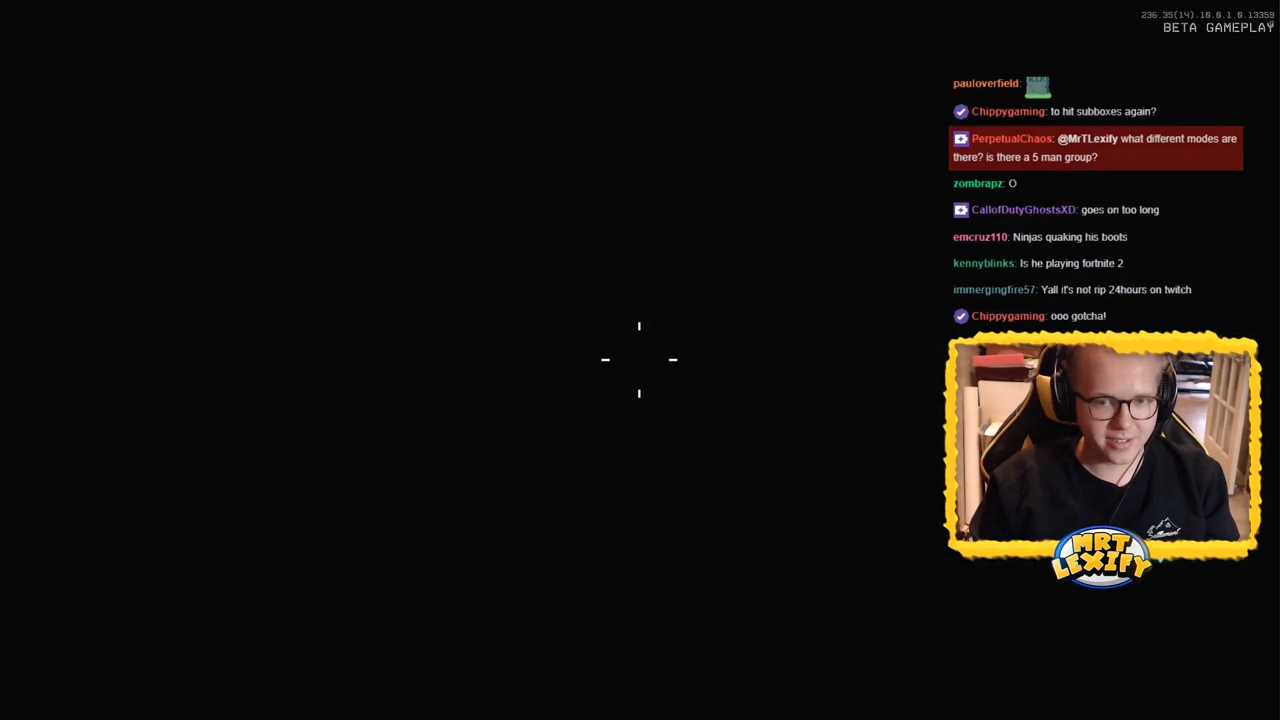 236.35(14).10.0.1.0.13359
BETA GAMEPLAY
pauloverfield:
Chippygaming: to hit subboxes again?
PerpetualChaos: @MrTLexify what different modes are
there? is there a 5 man group?
zombrapz: O
CallofDutyGhostsXD: goes on too long
emcruz110: Ninjas quaking his boots
kennyblinks: Is he playing fortnite 2
immergingfire57: Yall it's not rip 24hours on twitch
Chippygaming: ooo gotcha!
MRT
LEXIFY